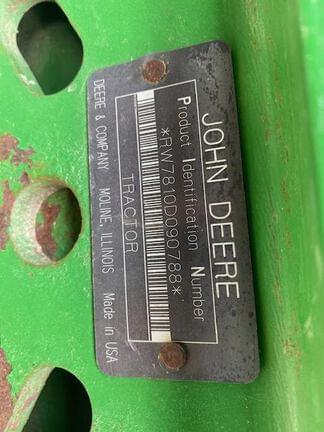 JOHN DEERE
Product Identification Number
*RW7810D090788*
TRACTOR
DEERE & COMPANY MOLINE, ILLINOIS Made in USA